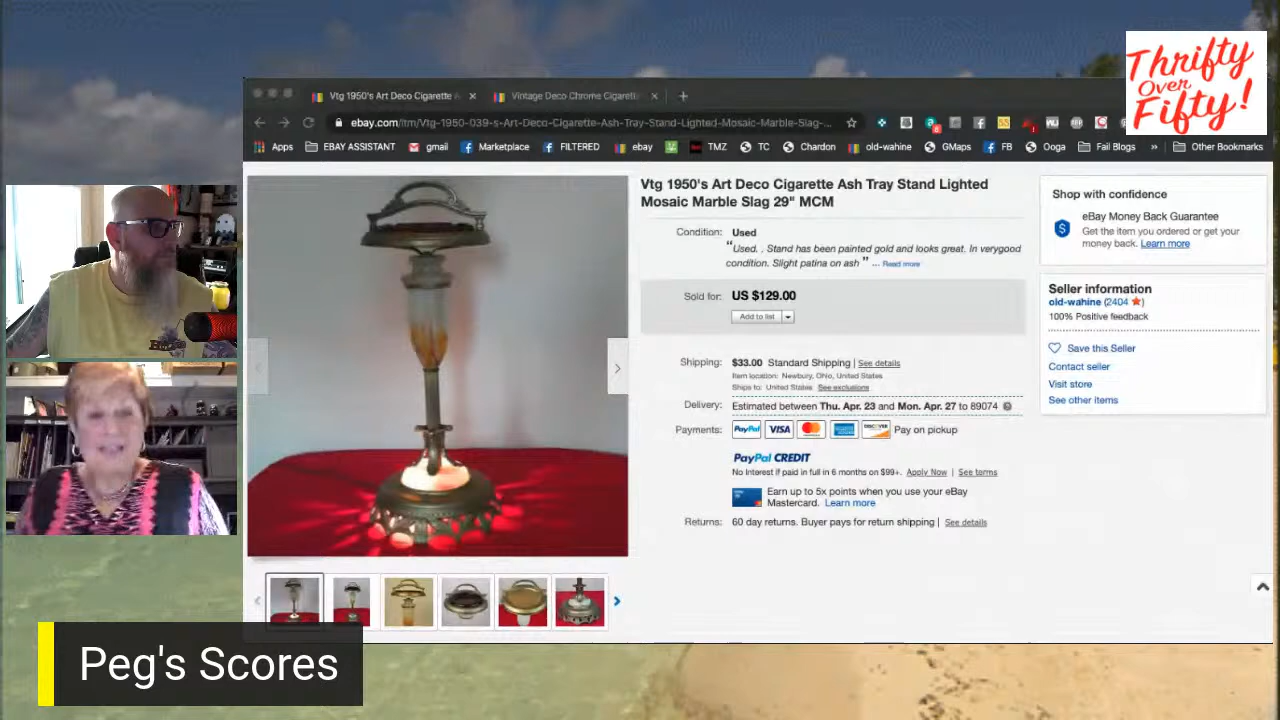 Thrifty
Over
Fifty!
Vtg 1950's Art Deco Cigarette A
Vintage Deco Chrome Cigareti
ebay.com/itm/Vtg-1950-039-s-Art-Deco-Cigarette-Ash-Tray-Stand-Lighted-Mosaic-Marble-Slag-...
Apps EBAY ASSISTANT gmail Marketplace FILTERED ebay TMZ TC Chardon old-wahine GMaps FB Ooga Fail Blogs » Other Bookmarks
Vtg 1950's Art Deco Cigarette Ash Tray Stand Lighted
Mosaic Marble Slag 29" MCM
Condition: Used
"Used. . Stand has been painted gold and looks great. In verygood
condition. Slight patina on ash " ... Read more
Sold for: US $129.00
Add to list
Shipping: $33.00 Standard Shipping | See details
Item location: Newbury, Ohio, United States
Ships to: United States See exclusions
Delivery: Estimated between Thu. Apr. 23 and Mon. Apr. 27 to 89074
Payments: PayPal VISA Pay on pickup
PayPal CREDIT
No Interest if paid in full in 6 months on $99+. Apply Now | See terms
Earn up to 5x points when you use your eBay
Mastercard. Learn more
Returns: 60 day returns. Buyer pays for return shipping | See details
Shop with confidence
eBay Money Back Guarantee
Get the item you ordered or get your
money back. Learn more
Seller information
old-wahine (2404)
100% Positive feedback
Save this Seller
Contact seller
Visit store
See other items
Peg's Scores